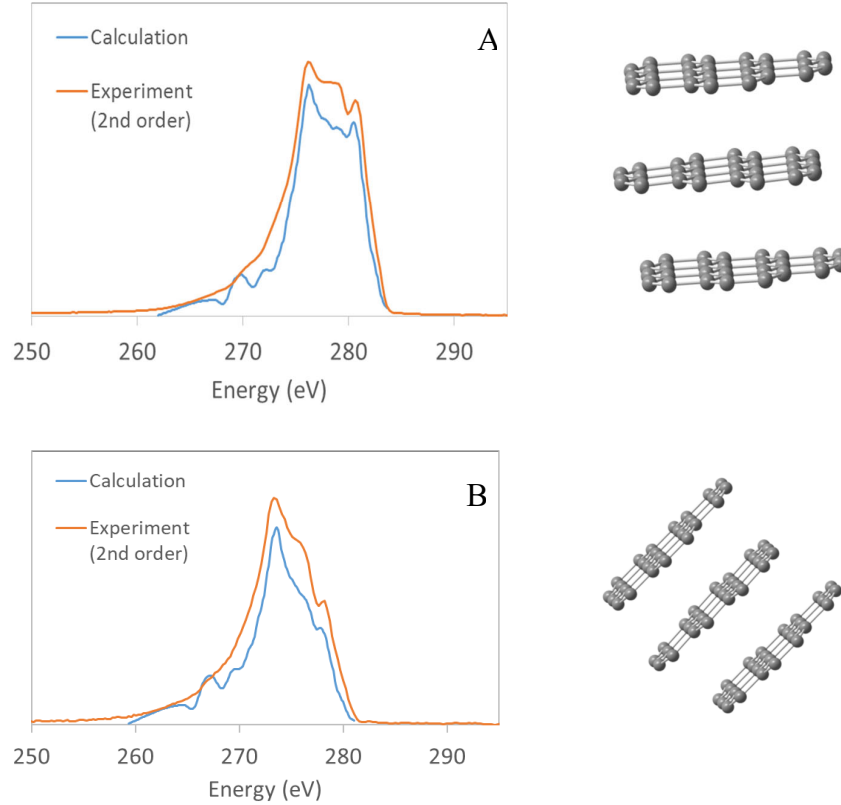 A
Calculation
Experiment
(2nd order)
250 260 270 280 290
Energy (eV)
B
Calculation
Experiment
(2nd order)
250 260 270 280 290
Energy (eV)